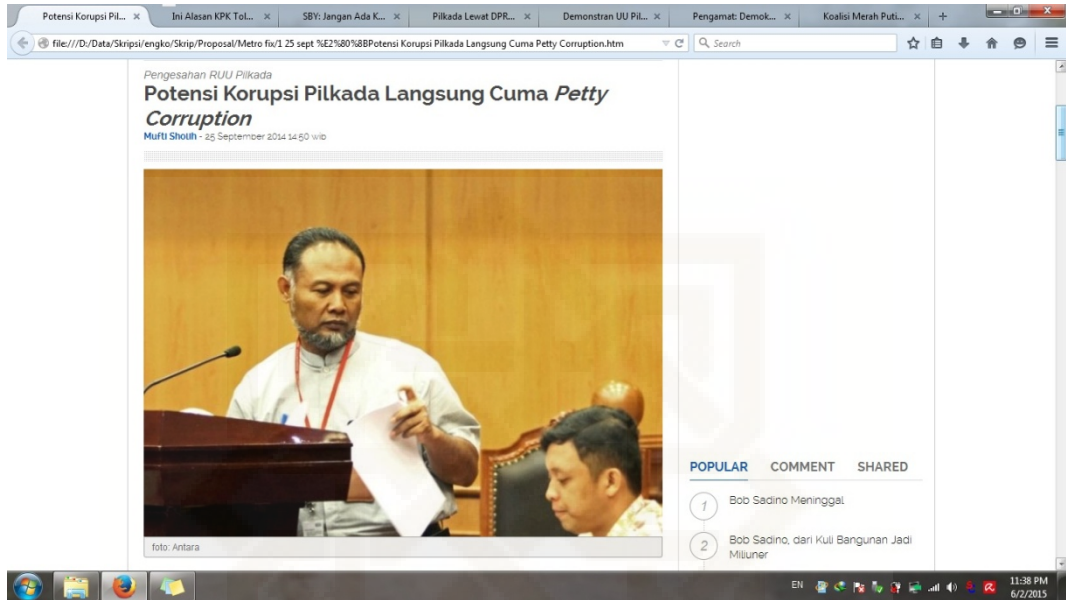 Potensi Korupsi Pil...
Ini Alasan KPK Tol...
SBY: Jangan Ada K...
Pilkada Lewat DPR...
Demonstran UU Pil...
Pengamat: Demok...
Koalisi Merah Puti...
file:///D:/Data/Skripsi/engko/Skrip/Proposal/Metro fix/1 25 sept %E2%80%8BPotensi Korupsi Pilkada Langsung Cuma Petty Corruption.htm
Search
Pengesahan RUU Pilkada
Potensi Korupsi Pilkada Langsung Cuma Petty
Corruption
Mufti Sholih - 25 September 2014 14:50 wib
foto: Antara
POPULAR COMMENT SHARED
1 Bob Sadino Meninggal
2 Bob Sadino, dari Kuli Bangunan Jadi
Miliuner
EN
11:38 PM
6/2/2015